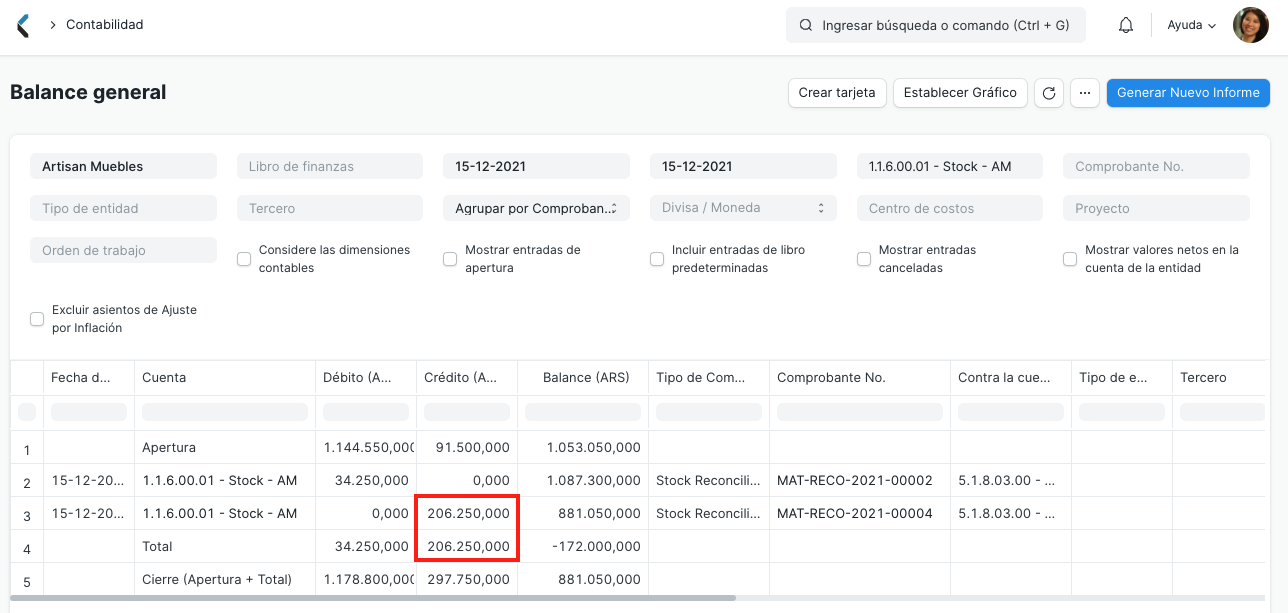 Contabilidad
Ingresar búsqueda o comando (Ctrl + G)
Ayuda
Balance general
Crear tarjeta
Establecer Gráfico
...
Generar Nuevo Informe
Artisan Muebles
Libro de finanzas
15-12-2021
15-12-2021
1.1.6.00.01 - Stock - AM
Comprobante No.
Tipo de entidad
Tercero
Agrupar por Comproban...
Divisa / Moneda
Centro de costos
Proyecto
Orden de trabajo
Considere las dimensiones
contables
Mostrar entradas de
apertura
Incluir entradas de libro
predeterminadas
Mostrar entradas
canceladas
Mostrar valores netos en la
cuenta de la entidad
Excluir asientos de Ajuste
por Inflación
Fecha d... Cuenta Débito (A... Crédito (A... Balance (ARS) Tipo de Com... Comprobante No. Contra la cue... Tipo de e... Tercero
1 Apertura 1.144.550,000 91.500,000 1.053.050,000
2 15-12-20... 1.1.6.00.01 - Stock - AM 34.250,000 0,000 1.087.300,000 Stock Reconcili... MAT-RECO-2021-00002 5.1.8.03.00 - ...
3 15-12-20... 1.1.6.00.01 - Stock - AM 0,000 206.250,000 881.050,000 Stock Reconcili... MAT-RECO-2021-00004 5.1.8.03.00 - ...
4 Total 34.250,000 206.250,000 -172.000,000
5 Cierre (Apertura + Total) 1.178.800,000 297.750,000 881.050,000